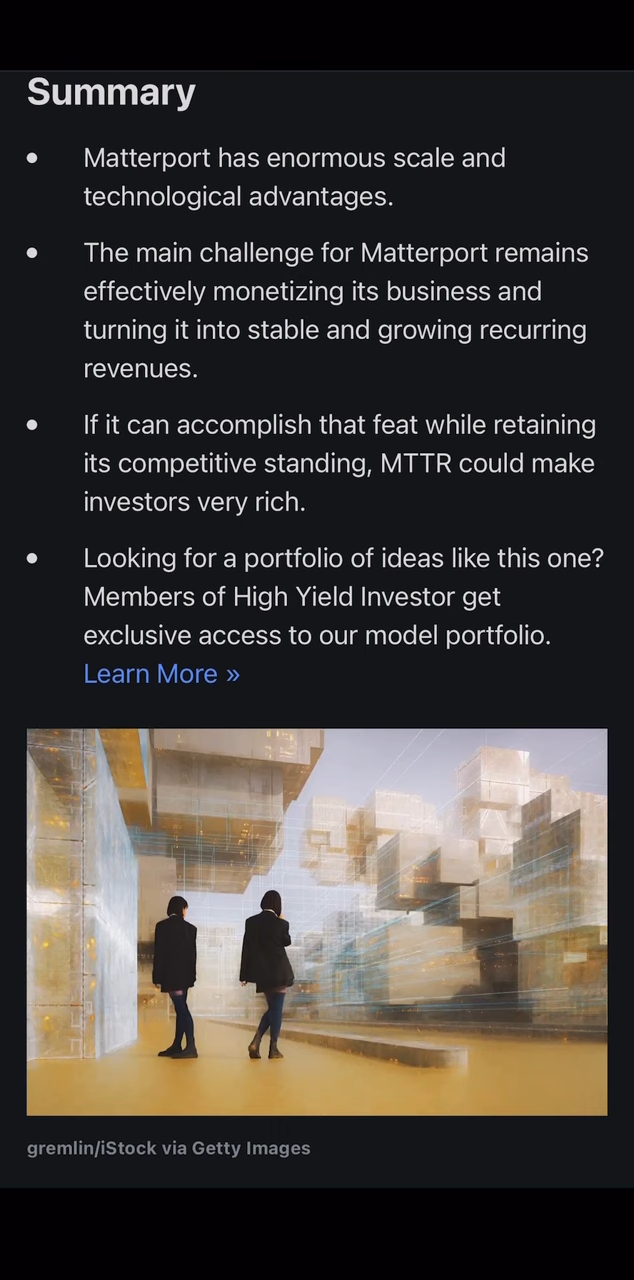 Summary
• Matterport has enormous scale and
technological advantages.
• The main challenge for Matterport remains
effectively monetizing its business and
turning it into stable and growing recurring
revenues.
• If it can accomplish that feat while retaining
its competitive standing, MTTR could make
investors very rich.
• Looking for a portfolio of ideas like this one?
Members of High Yield Investor get
exclusive access to our model portfolio.
Learn More »
gremlin/iStock via Getty Images